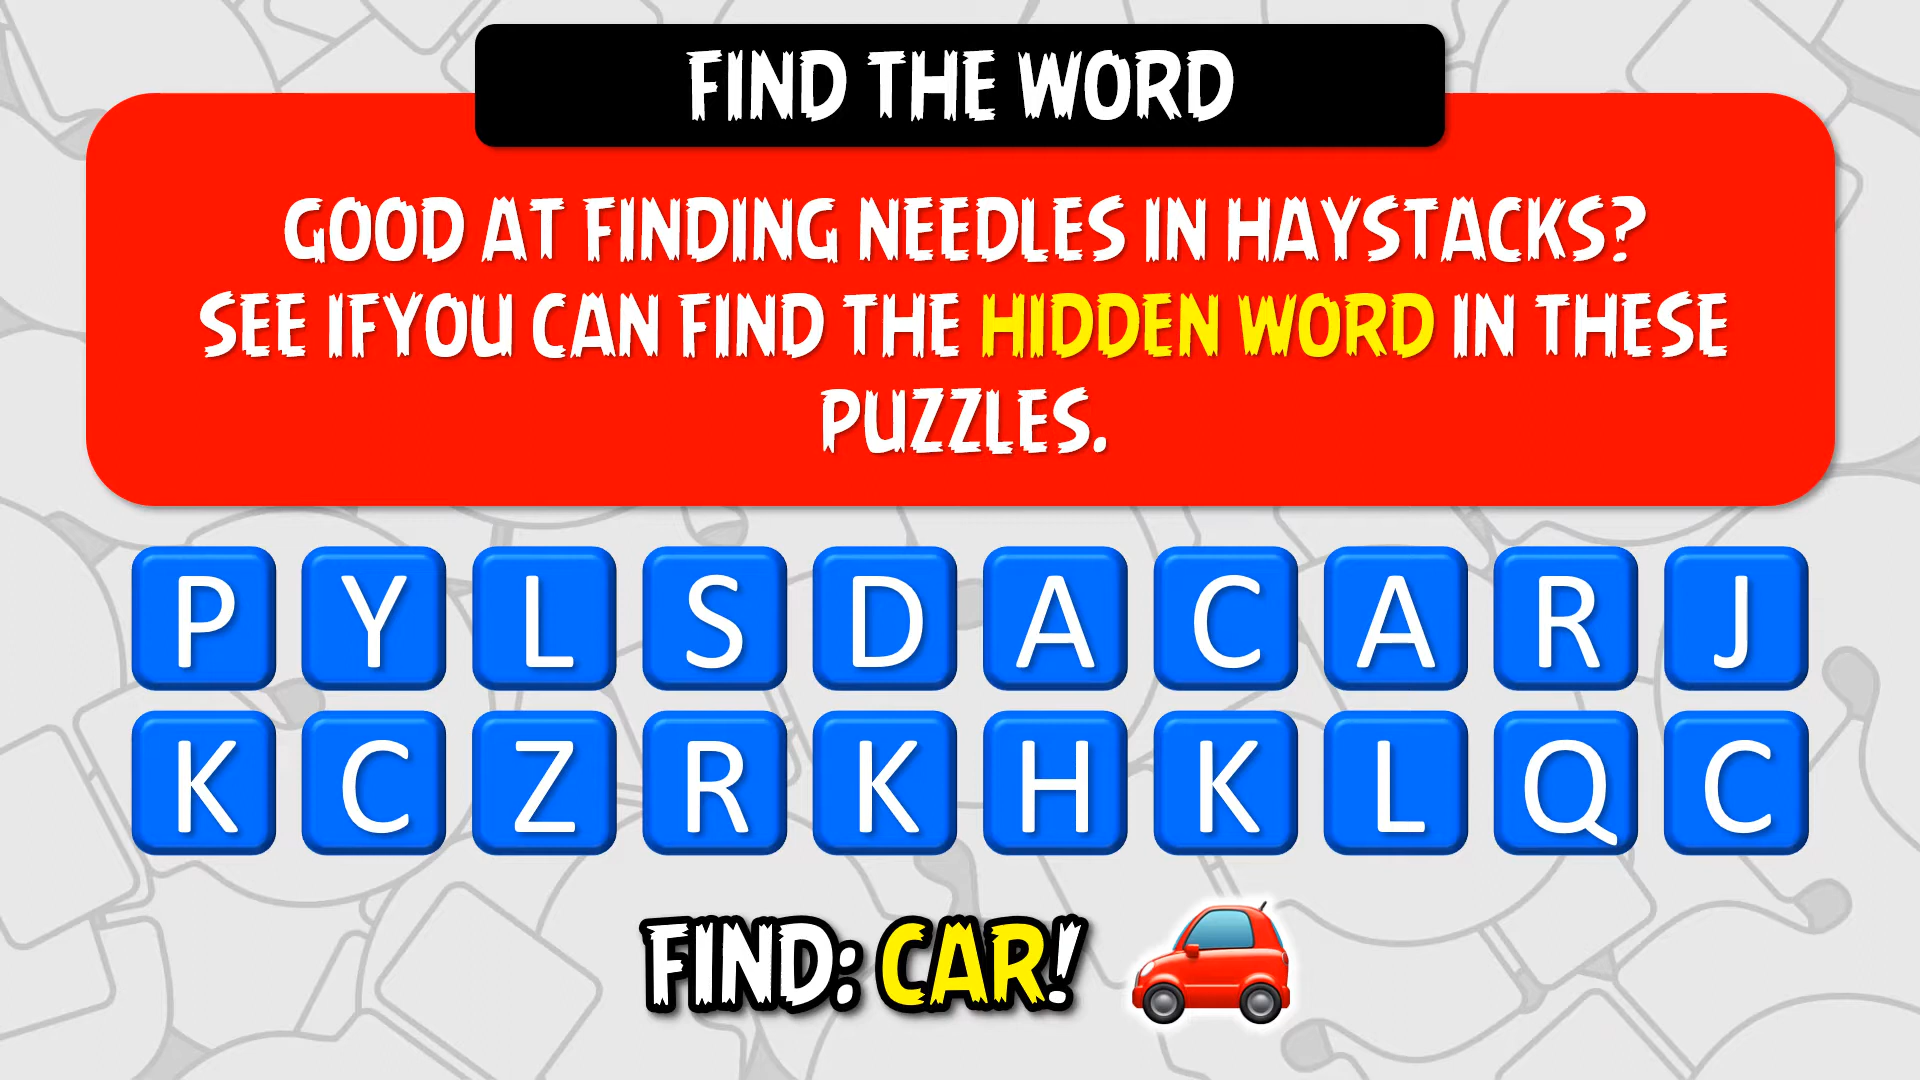 FIND THE WORD
GOOD AT FINDING NEEDLES IN HAYSTACKS?
SEE IFYOU CAN FIND THE HIDDEN WORD IN THESE
PUZZLES.
P Y L S D A C A R J
K C Z R K H K L Q C
FIND: CAR!